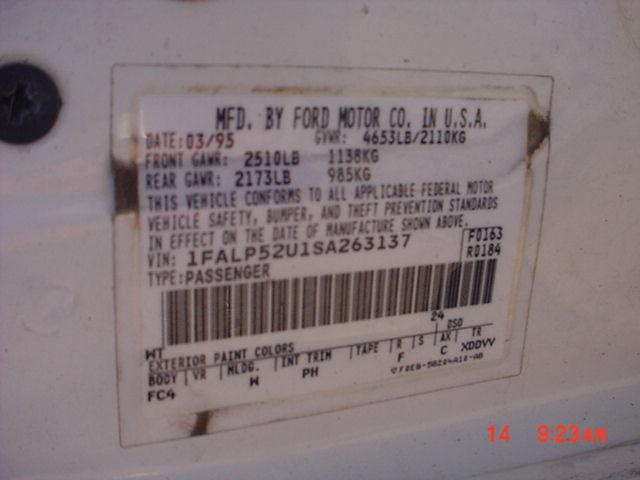 MFD. BY FORD MOTOR CO. IN U.S.A.
DATE: 03/95 GVWR: 4653LB/2110KG
FRONT GAWR: 2510LB 1138KG
REAR GAWR: 2173LB 985KG
THIS VEHICLE CONFORMS TO ALL APPLICABLE FEDERAL MOTOR
VEHICLE SAFETY, BUMPER, AND THEFT PREVENTION STANDARDS
IN EFFECT ON THE DATE OF MANUFACTURE SHOWN ABOVE.
VIN: 1FALP52U1SA263137 F0163
TYPE: PASSENGER R0184
24
WT DSO
EXTERIOR PAINT COLORS
BODY VR MLDG. INT TRIM TAPE R S AX TR
FC4 W PH F C XDDVV
14 9:23AM